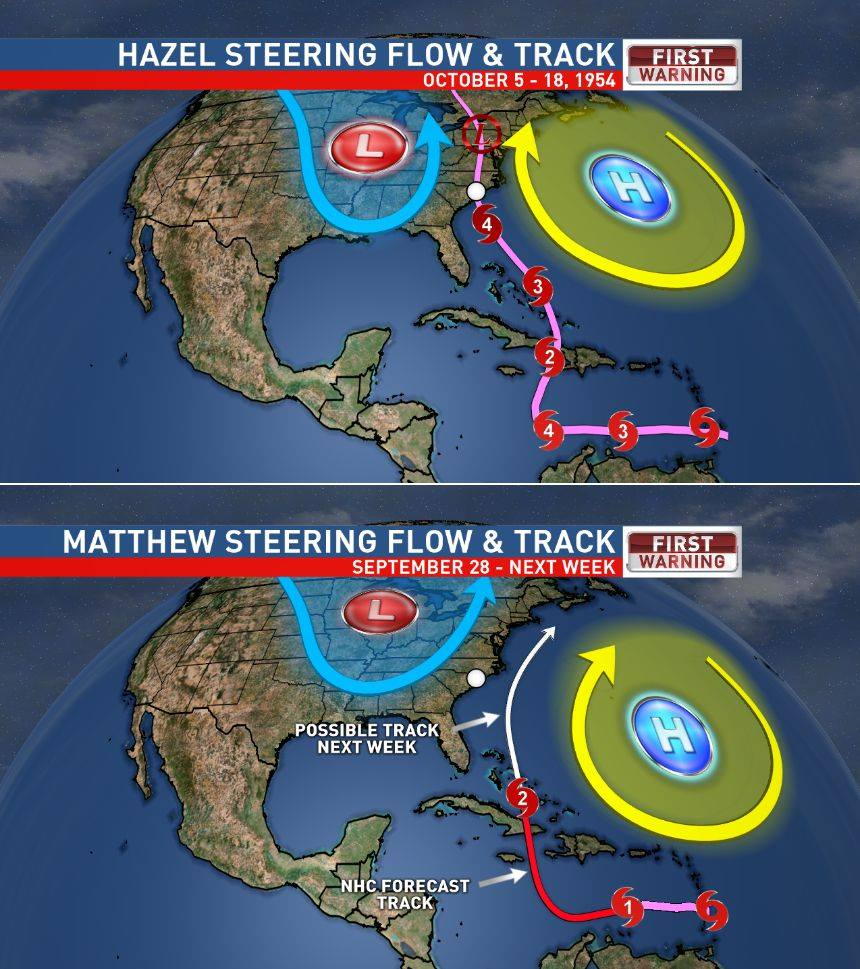 HAZEL STEERING FLOW & TRACK
OCTOBER 5 - 18, 1954
FIRST
WARNING
L
L
H
4
3
2
4
3
MATTHEW STEERING FLOW & TRACK
SEPTEMBER 28 - NEXT WEEK
FIRST
WARNING
L
H
POSSIBLE TRACK
NEXT WEEK
2
NHC FORECAST
TRACK
1